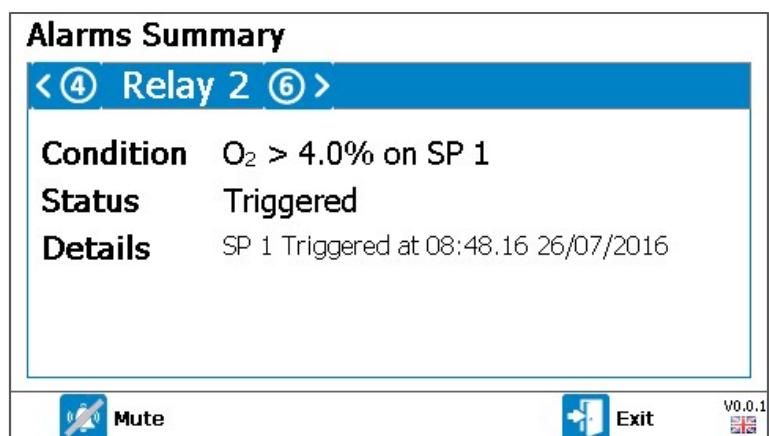 Alarms Summary
< ④ Relay 2 ⑥ >
Condition O₂ > 4.0% on SP 1
Status Triggered
Details SP 1 Triggered at 08:48.16 26/07/2016
Mute Exit V0.0.1